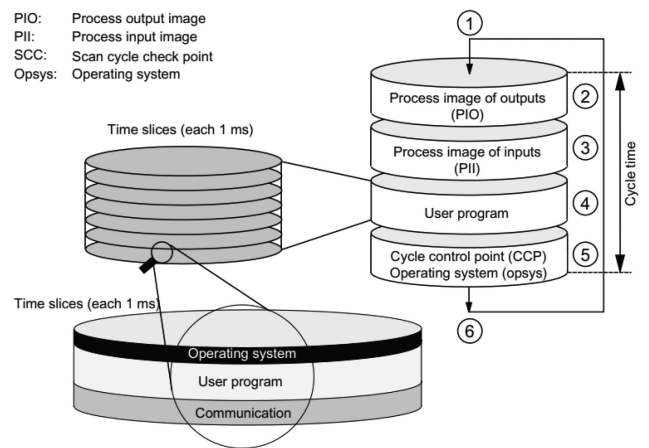 PIO: Process output image
PII: Process input image
SCC: Scan cycle check point
Opsys: Operating system
1
Process image of outputs
(PIO)
2
Time slices (each 1 ms)
Process image of inputs
(PII)
3
User program
4
Cycle time
Cycle control point (CCP)
Operating system (opsys)
5
6
Time slices (each 1 ms)
Operating system
User program
Communication